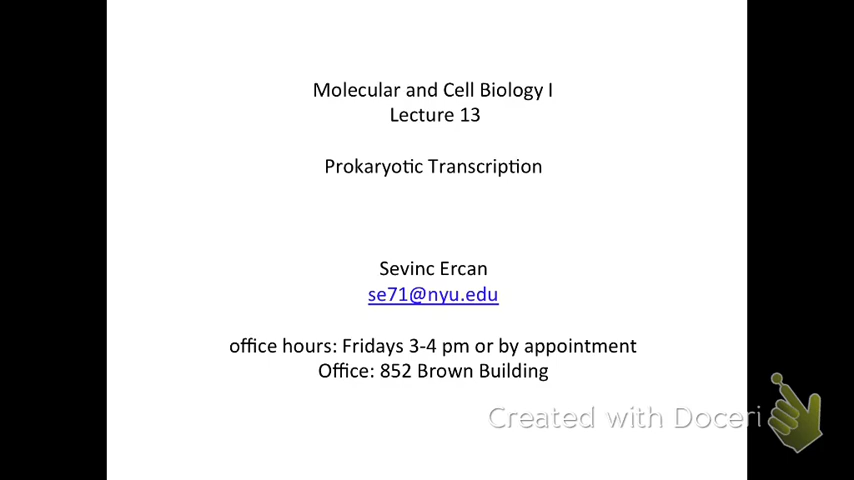 Molecular and Cell Biology I
Lecture 13
Prokaryotic Transcription
Sevinc Ercan
se71@nyu.edu
office hours: Fridays 3-4 pm or by appointment
Office: 852 Brown Building
Created with Doceri